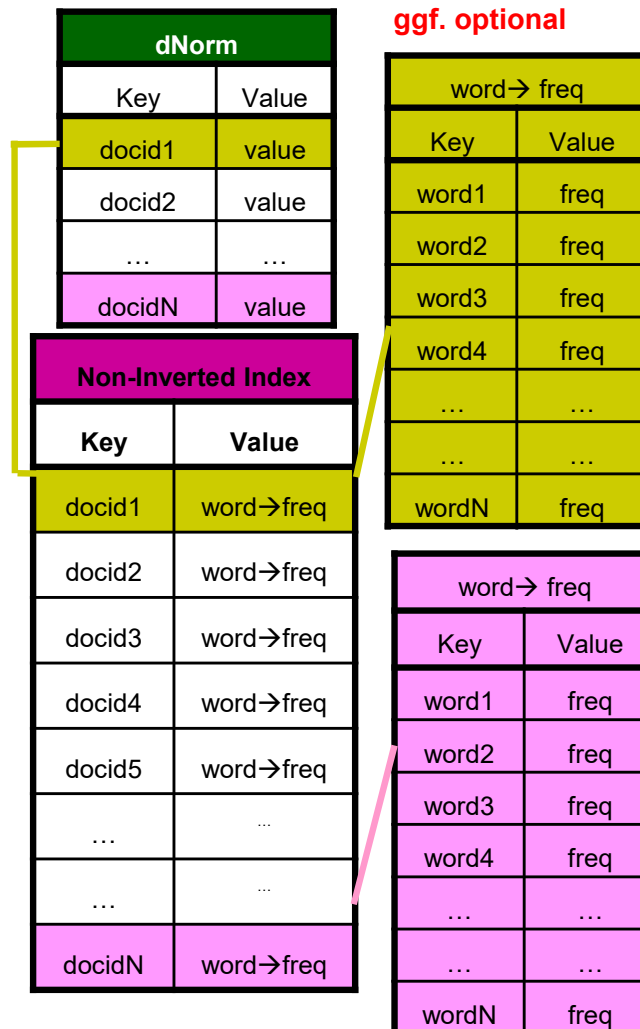 ggf. optional
dNorm
Key Value
docid1 value
docid2 value
… …
docidN value
Non-Inverted Index
Key Value
docid1 word→freq
docid2 word→freq
docid3 word→freq
docid4 word→freq
docid5 word→freq
… …
… …
docidN word→freq
word→ freq
Key Value
word1 freq
word2 freq
word3 freq
word4 freq
… …
… …
wordN freq
word→ freq
Key Value
word1 freq
word2 freq
word3 freq
word4 freq
… …
… …
wordN freq